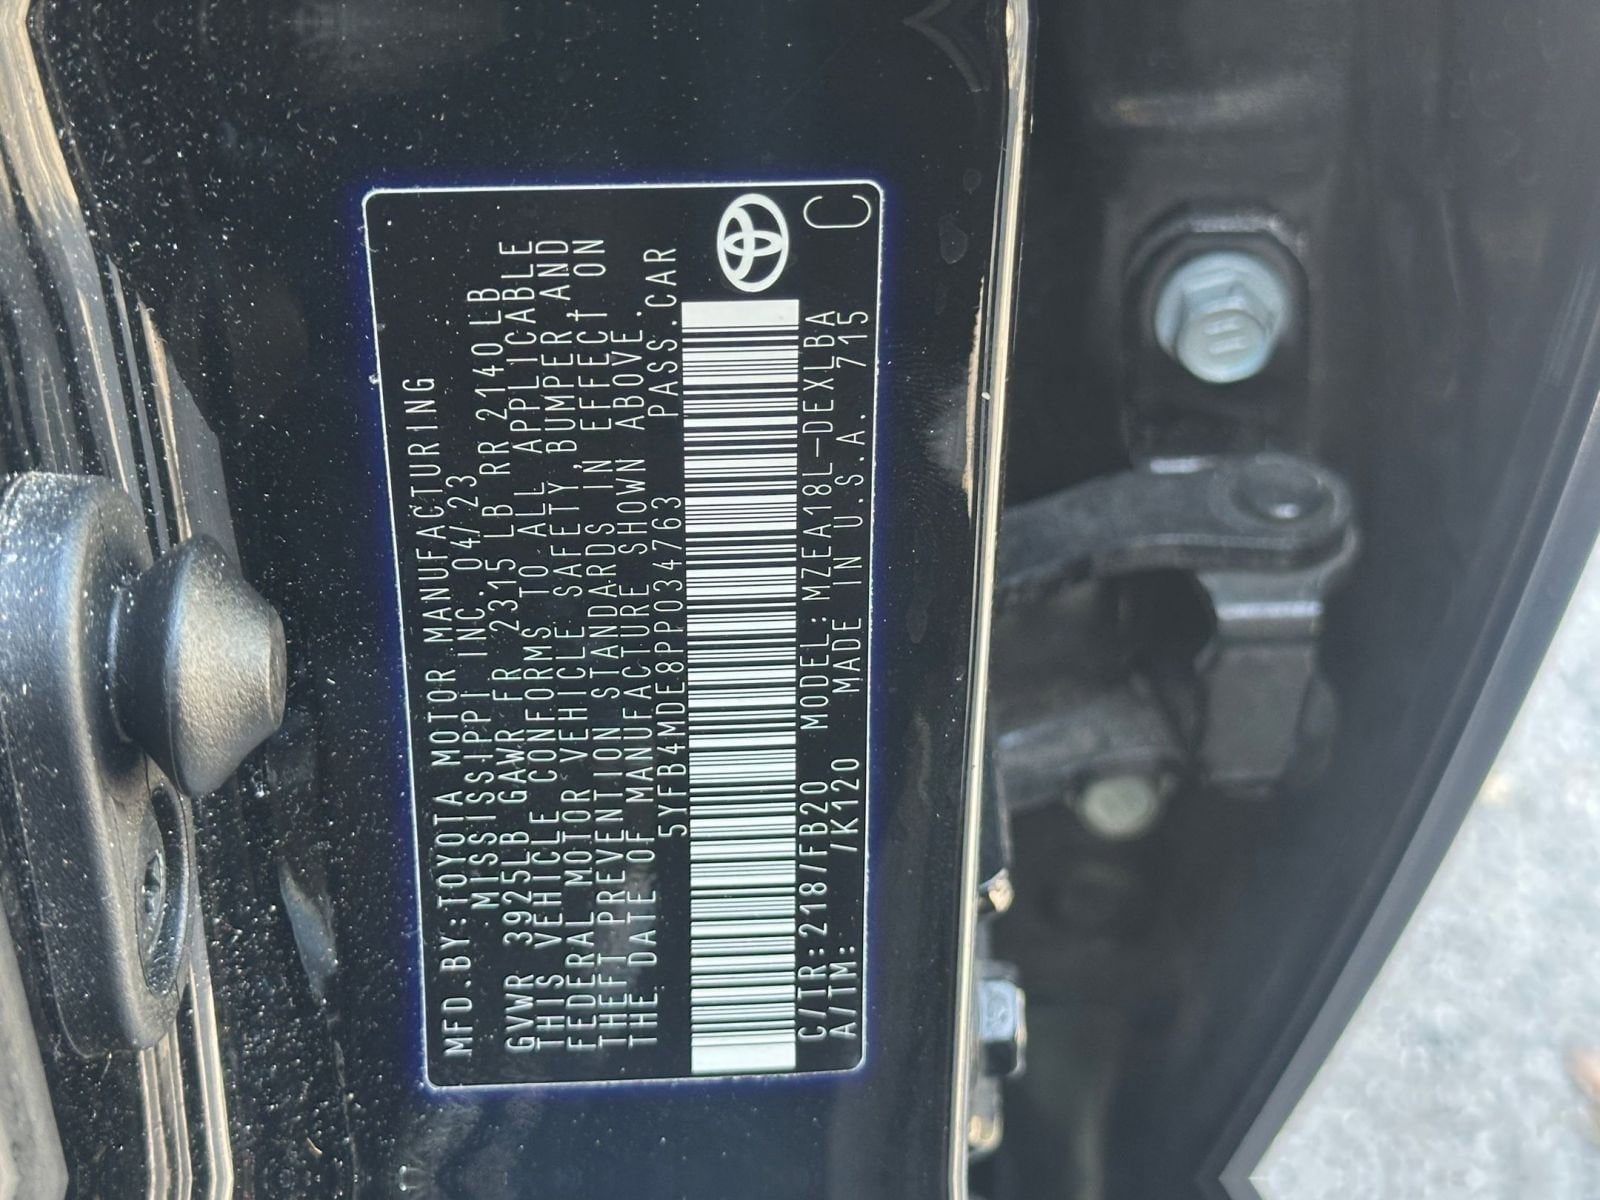 MFD.BY:TOYOTA MOTOR MANUFACTURING
MISSISSIPPI INC. 04/23
GVWR 3925LB GAWR FR 2315 LB RR 2140LB
THIS VEHICLE CONFORMS TO ALL APPLICABLE
FEDERAL MOTOR VEHICLE SAFETY,BUMPER,AND
THEFT PREVENTION STANDARDS IN EFFECT ON
THE DATE OF MANUFACTURE SHOWN ABOVE.
5YFB4MDE8PP034763 PASS.CAR
C/TR:218/FB20 MODEL:MZEA18L-DEXLBA
A/TM: /K120 MADE IN U.S.A. 715
C